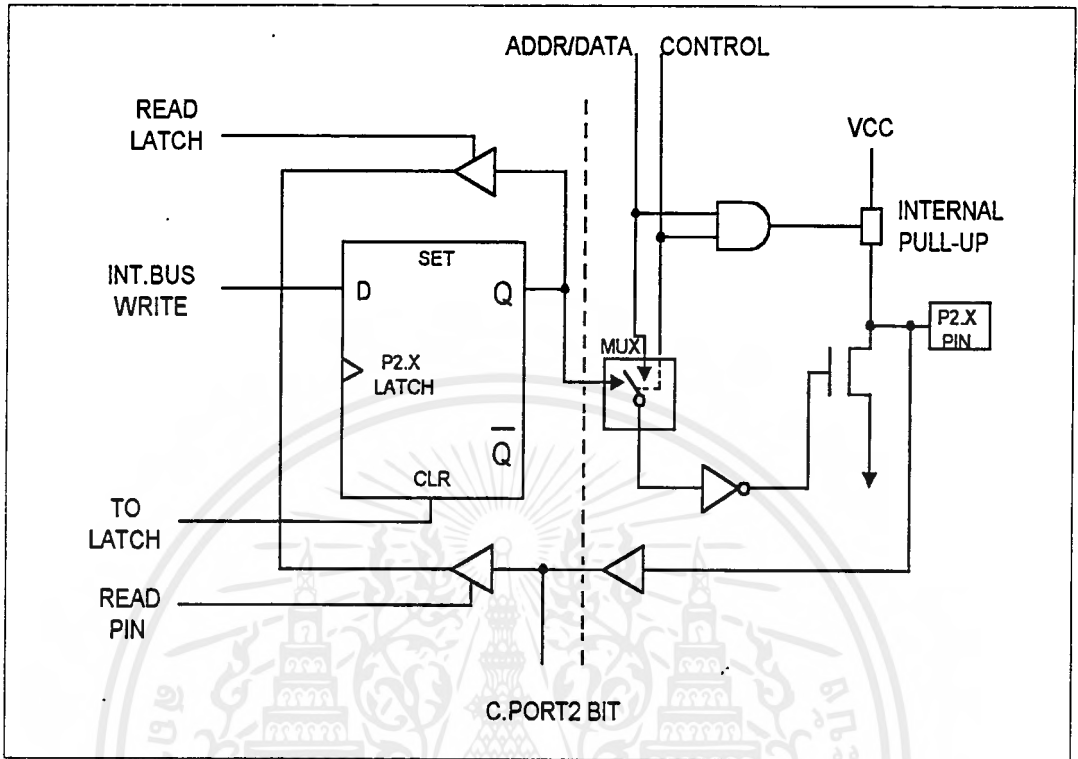 ADDR/DATA CONTROL
READ
LATCH
VCC
INTERNAL
PULL-UP
SET
INT.BUS
WRITE
D
Q
P2.X
LATCH
MUX
P2.X
PIN
Q
CLR
TO
LATCH
READ
PIN
C.PORT2 BIT